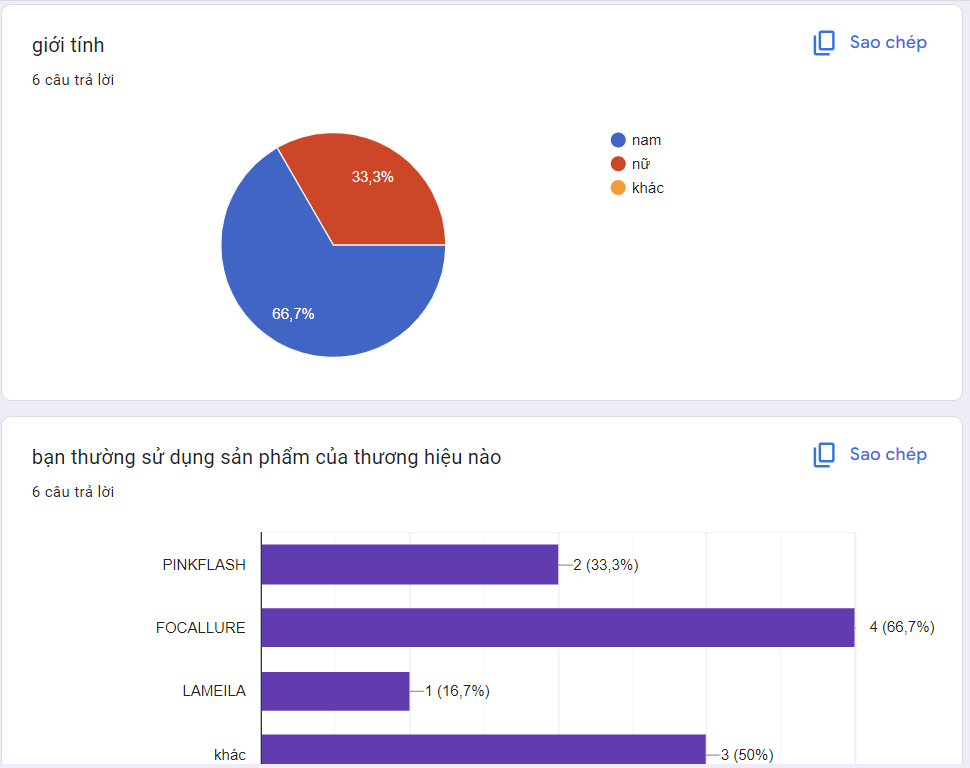 giới tính
Sao chép
6 câu trả lời
nam
nữ
khác
33,3%
66,7%
bạn thường sử dụng sản phẩm của thương hiệu nào
Sao chép
6 câu trả lời
PINKFLASH
2 (33,3%)
FOCALLURE
4 (66,7%)
LAMEILA
1 (16,7%)
khác
3 (50%)